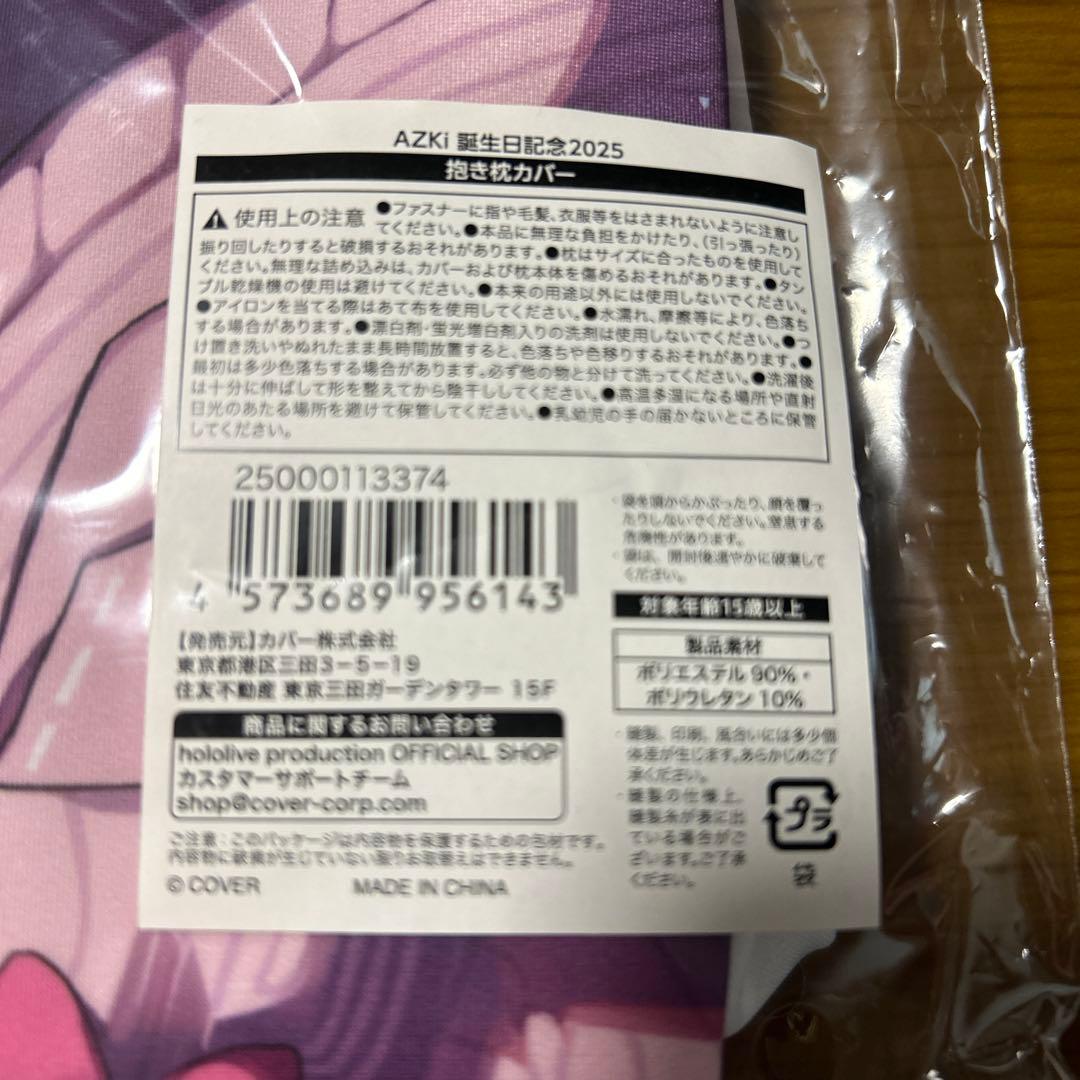 AZKi 誕生日記念2025
抱き枕カバー
使用上の注意 ●ファスナーに指や毛髪、衣服等をはさまれないように注意し
てください。●本品に無理な負担をかけたり、(引っ張ったり)
振り回したりすると破損するおそれがあります。●枕はサイズに合ったものを使用して
ください。無理な詰め込みは、カバーおよび枕本体を傷めるおそれがあります。●タン
ブル乾燥機の使用は避けてください。●本来の用途以外には使用しないでください。
●アイロンを当てる際はあて布を使用してください。●水濡れ、摩擦等により、色落ち
する場合があります。●漂白剤・蛍光増白剤入りの洗剤は使用しないでください。●つ
け置き洗いやぬれたまま長時間放置すると、色落ちや色移りするおそれがあります。●
最初は多少色落ちする場合があります。必ず他の物と分けて洗ってください。●洗濯後
は十分に伸ばして形を整えてから陰干ししてください。●高温多湿になる場所や直射
日光のあたる場所を避けて保管してください。●乳幼児の手の届かないところに保管
してください。
25000113374
4 573689 956143
【発売元】カバー株式会社
東京都港区三田3-5-19
住友不動産 東京三田ガーデンタワー 15F
商品に関するお問い合わせ
hololive production OFFICIAL SHOP
カスタマーサポートチーム
shop@cover-corp.com
ご注意:このパッケージは内容物を保護するための包材です。
内容物に破損が生じていない限りお取替えはできません。
© COVER MADE IN CHINA
・袋を頭からかぶったり、顔を覆っ
たりしないでください。窒息する
危険性があります。
・袋は、開封後速やかに破棄して
ください。
対象年齢15歳以上
製品素材
ポリエステル 90%・
ポリウレタン 10%
・縫製、印刷、風合いには多少個
体差が生じます。あらかじめご了
承ください。
・縫製の仕様上、
縫製糸が表に出
ている場合がご
ざいます。ご了承
ください。
プラ
袋